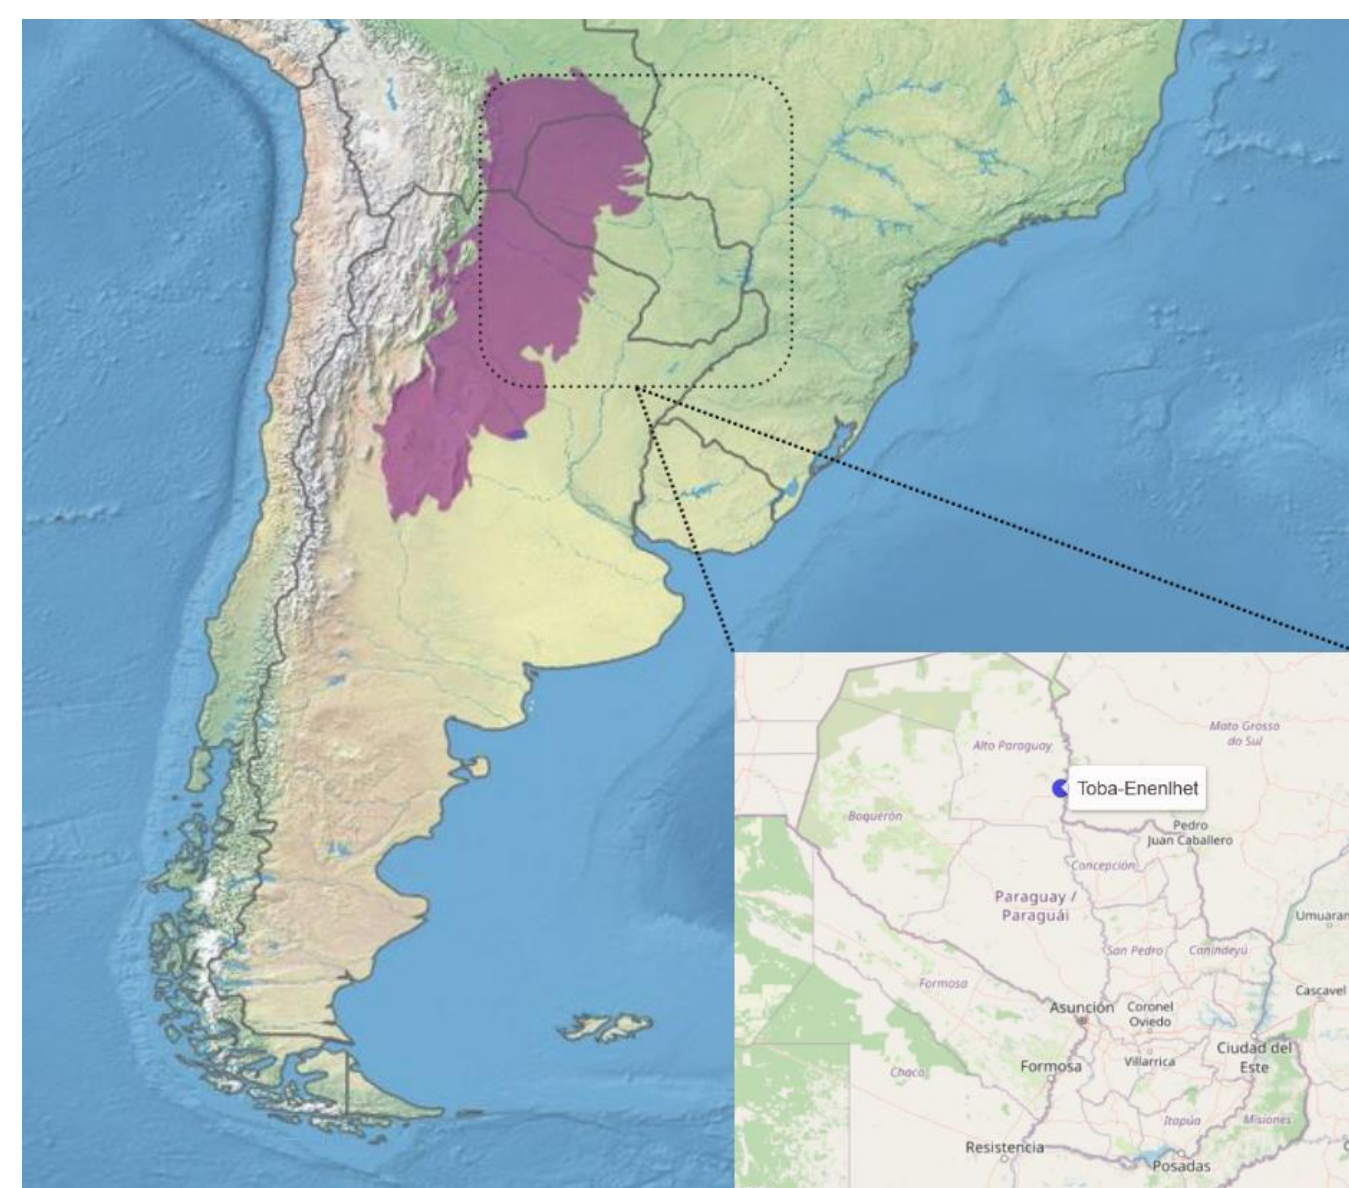 Mato Grosso
do Sul
Alto Paraguay
Toba-Enenlhet
Boquerón
Pedro
Juan Caballero
Concepción
Paraguay /
Paraguái
Umuarar
San Pedro
Canindeyú
Formosa
Cascavel
Asunción
Coronel
Oviedo
Ciudad del
Este
Villarrica
Formosa
Chaco
Itapúa
Misiones
Resistencia
Posadas